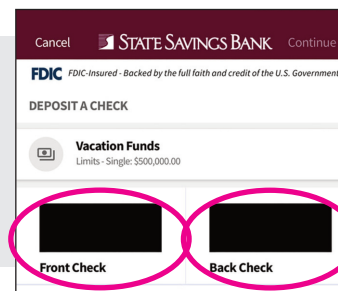 Cancel STATE SAVINGS BANK Continue
FDIC FDIC-Insured - Backed by the full faith and credit of the U.S. Government
DEPOSIT A CHECK
Vacation Funds
Limits - Single: $500,000.00
Front Check Back Check